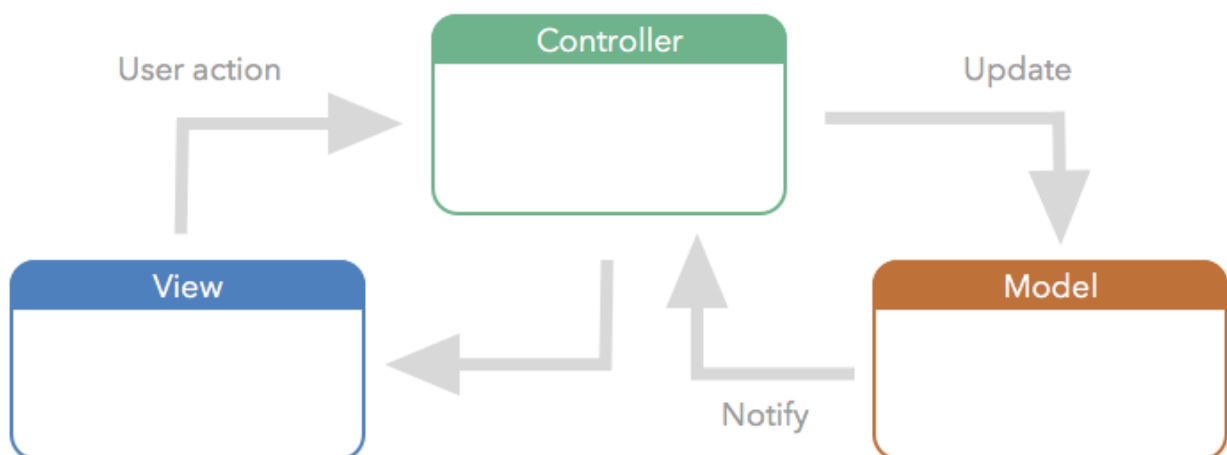 Controller
User action
Update
View
Model
Notify